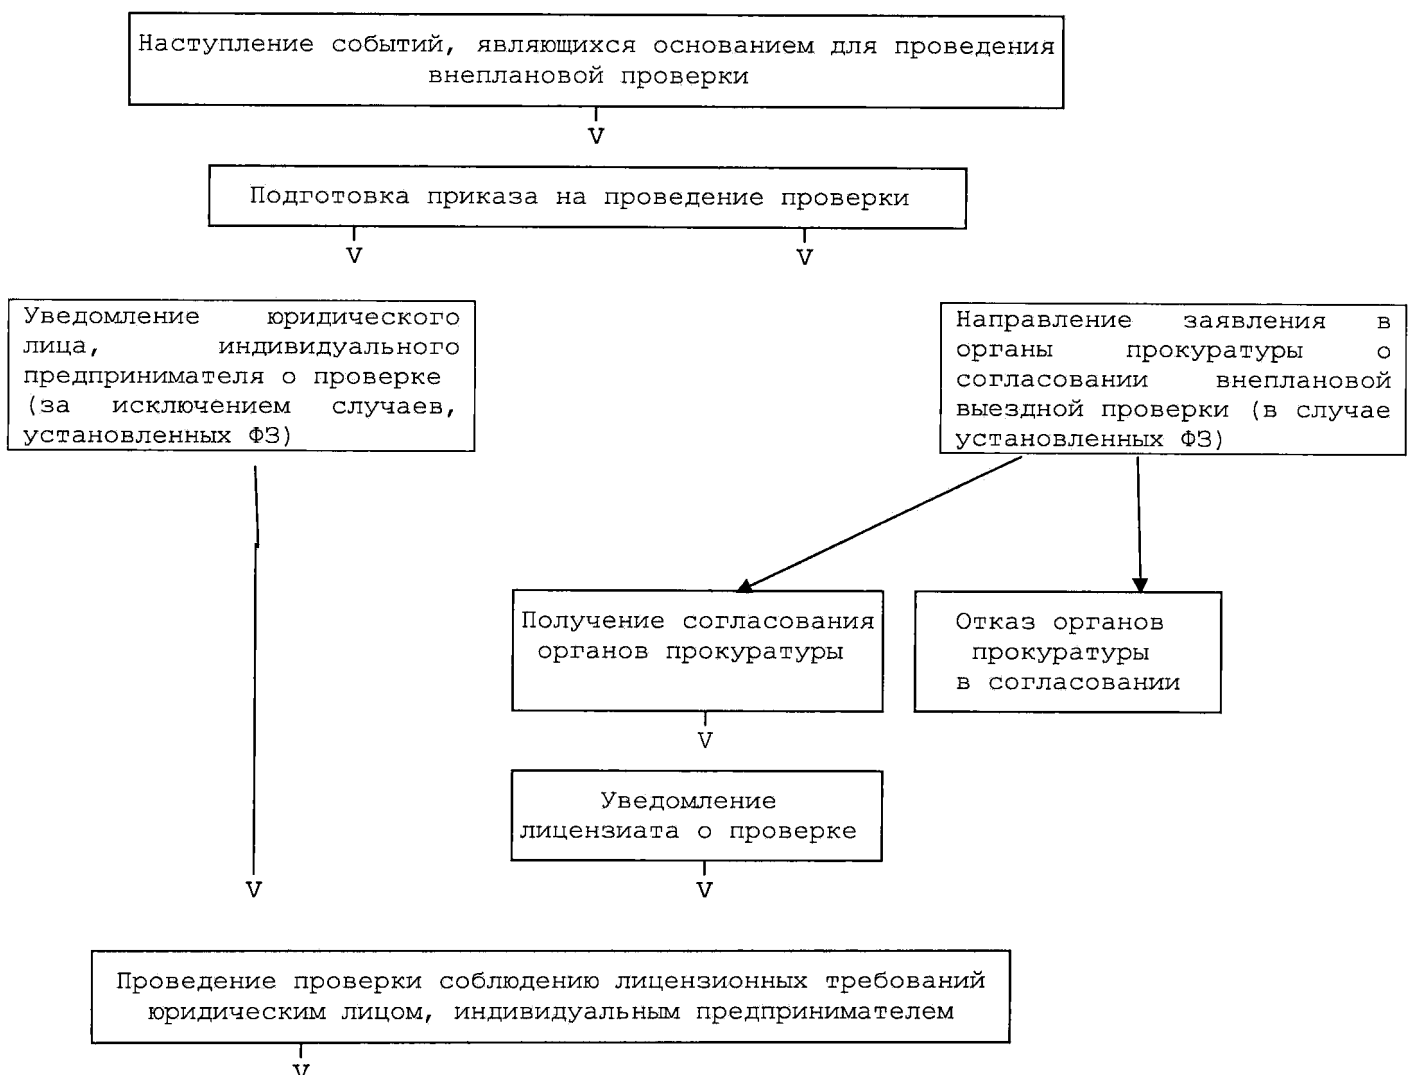 Наступление событий, являющихся основанием для проведения
внеплановой проверки
V
Подготовка приказа на проведение проверки
V
V
Уведомление юридического
лица, индивидуального
предпринимателя о проверке
(за исключением случаев,
установленных ФЗ)
Направление заявления в
органы прокуратуры о
согласовании внеплановой
выездной проверки (в случае
установленных ФЗ)
Получение согласования
органов прокуратуры
Отказ органов
прокуратуры
в согласовании
V
Уведомление
лицензиата о проверке
V
V
Проведение проверки соблюдению лицензионных требований
юридическим лицом, индивидуальным предпринимателем
V